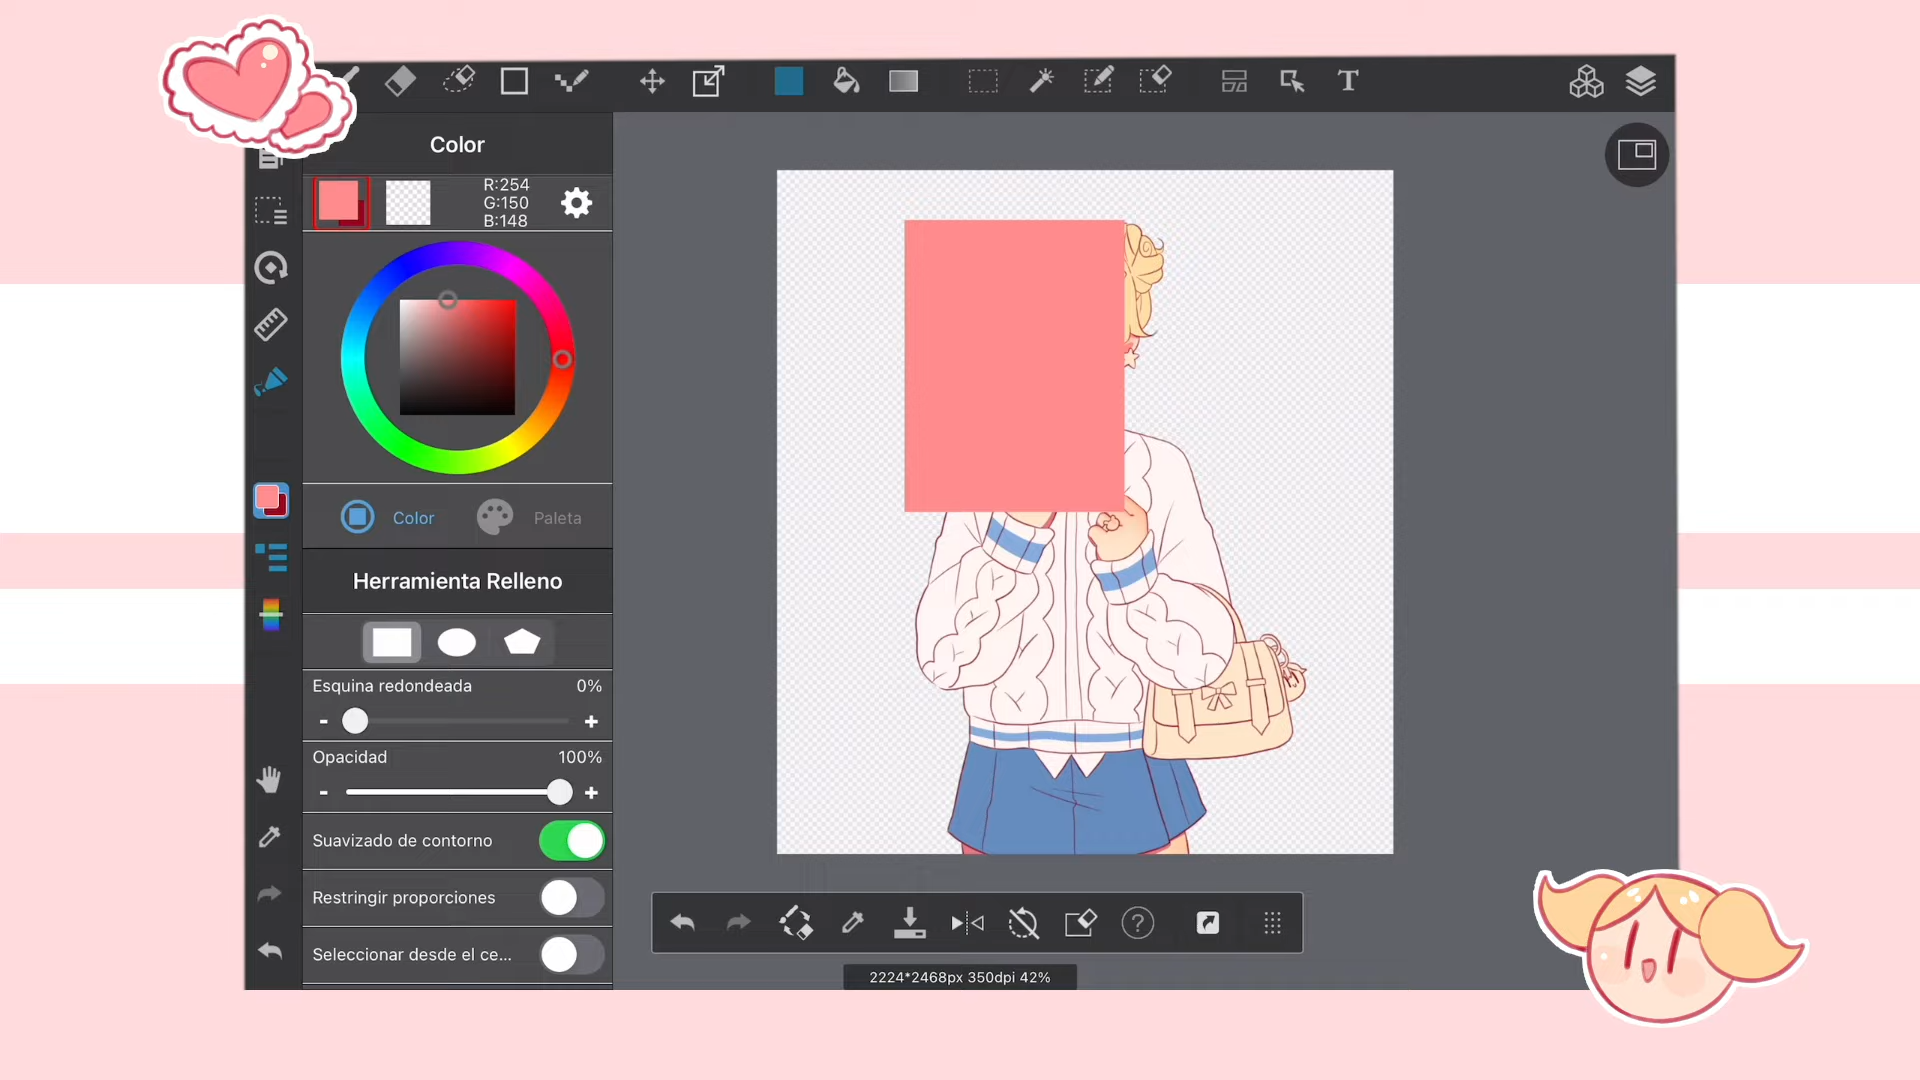 T
Color
R:254
G:150
B:148
Color
Paleta
Herramienta Relleno
Esquina redondeada
0%
-
+
Opacidad
100%
-
+
Suavizado de contorno
Restringir proporciones
Seleccionar desde el ce...
?
2224*2468px 350dpi 42%